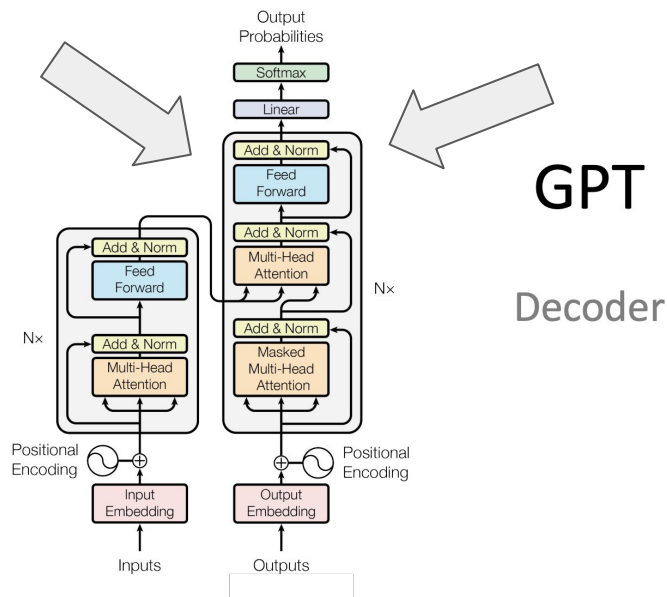 Output
Probabilities
Softmax
Linear
Add & Norm
Feed
Forward
Add & Norm
Multi-Head
Attention
Add & Norm
Masked
Multi-Head
Attention
N×
Add & Norm
Feed
Forward
Add & Norm
Multi-Head
Attention
N×
Positional
Encoding
Positional
Encoding
Input
Embedding
Output
Embedding
Inputs
Outputs
GPT
Decoder